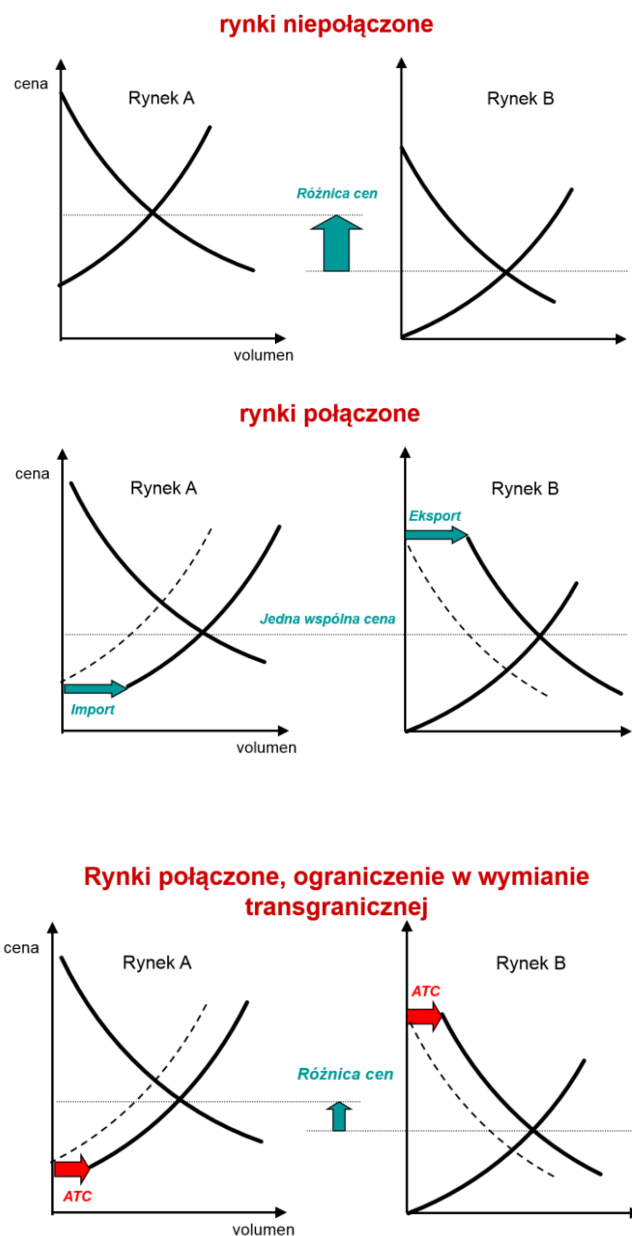 rynki niepołączone
cena
Rynek A
Rynek B
Różnica cen
volumen
rynki połączone
cena
Rynek A
Rynek B
Eksport
Jedna wspólna cena
Import
volumen
Rynki połączone, ograniczenie w wymianie
transgranicznej
cena
Rynek A
Rynek B
ATC
Różnica cen
ATC
volumen